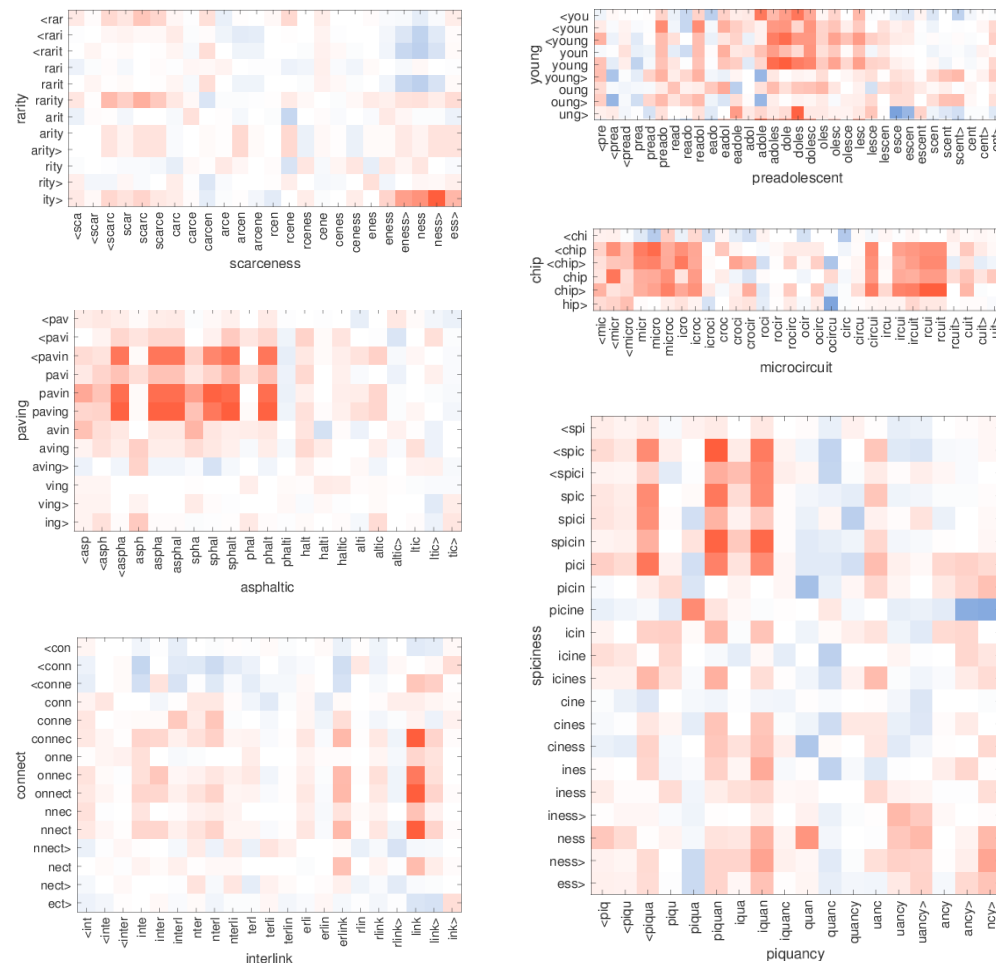 <rar
<rari
<rarit
rari
rarit
rarity
arit
arity
arity>
rity
rity>
ity>
rarity
<sca <scar <scarc scar scarc scarce carc carce carcen arce arcen arcene rcen rcene rcenes cene cenes ceness enes eness eness> ness ness> ess>
scarceness
<you
<youn
<young
youn
young
young>
oung
oung>
ung>
young
<pre <prea <pread prea pread preado read reado readol eado eadol eadole adol adole adoles dole doles dolesc oles olesc olesce lesc lesce lescen esce escen escent scen scent scent> cent cent> ent>
preadolescent
<chi
<chip
<chip>
chip
chip>
hip>
chip
<mic <micr <micro micr micro microc icro icroc icroci croc croci crocir roci rocir rocirc ocir ocirc ocircu circ circu circui ircu ircui ircuit rcui rcuit rcuit> cuit cuit> uit>
microcircuit
<pav
<pavi
<pavin
pavi
pavin
paving
avin
aving
aving>
ving
ving>
ing>
paving
<asp <asph <aspha asph aspha asphal spha sphal sphalt phal phalt phalti halt halti haltic alti altic altic> ltic ltic> tic>
asphaltic
<spi
<spic
<spici
spic
spici
spicin
pici
picin
picine
icin
icine
icines
cine
cines
ciness
ines
iness
iness>
ness
ness>
ess>
spiciness
<piq <piqu <piqua piqu piqua piquan iqua iquan iquanc quan quanc quancy uanc uancy uancy> ancy ancy> ncy>
piquancy
<con
<conn
<conne
conn
conne
connec
onne
onnec
onnect
nnec
nnect
nnect>
nect
nect>
ect>
connect
<int <inte <inter inte inter interl nter nterl nterli terl terli terlin erli erlin erlink rlin rlink rlink> link link> ink>
interlink